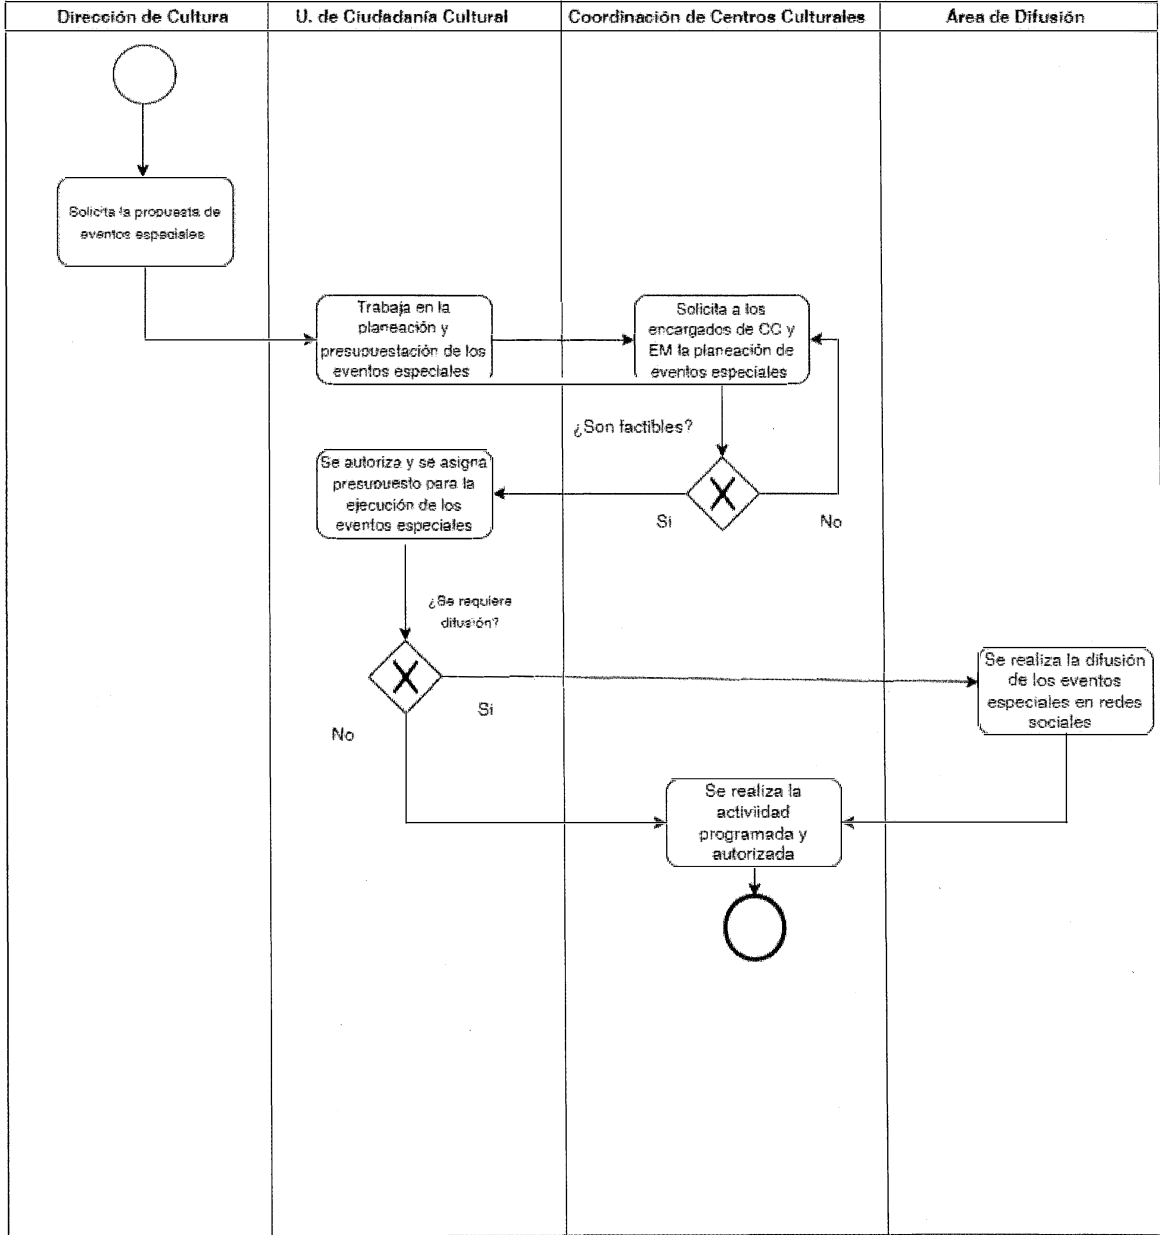 Dirección de Cultura
U. de Ciudadanía Cultural
Coordinación de Centros Culturales
Área de Difusión
Solicita la propuesta de
eventos especiales
Trabaja en la
planeación y
presupuestación de los
eventos especiales
Solicita a los
encargados de CC y
EM la planeación de
eventos especiales
¿Son factibles?
Se autoriza y se asigna
presupuesto para la
ejecución de los
eventos especiales
Si
No
¿Se requiere
difusión?
Se realiza la difusión
de los eventos
especiales en redes
sociales
Si
No
Se realiza la
activiidad
programada y
autorizada